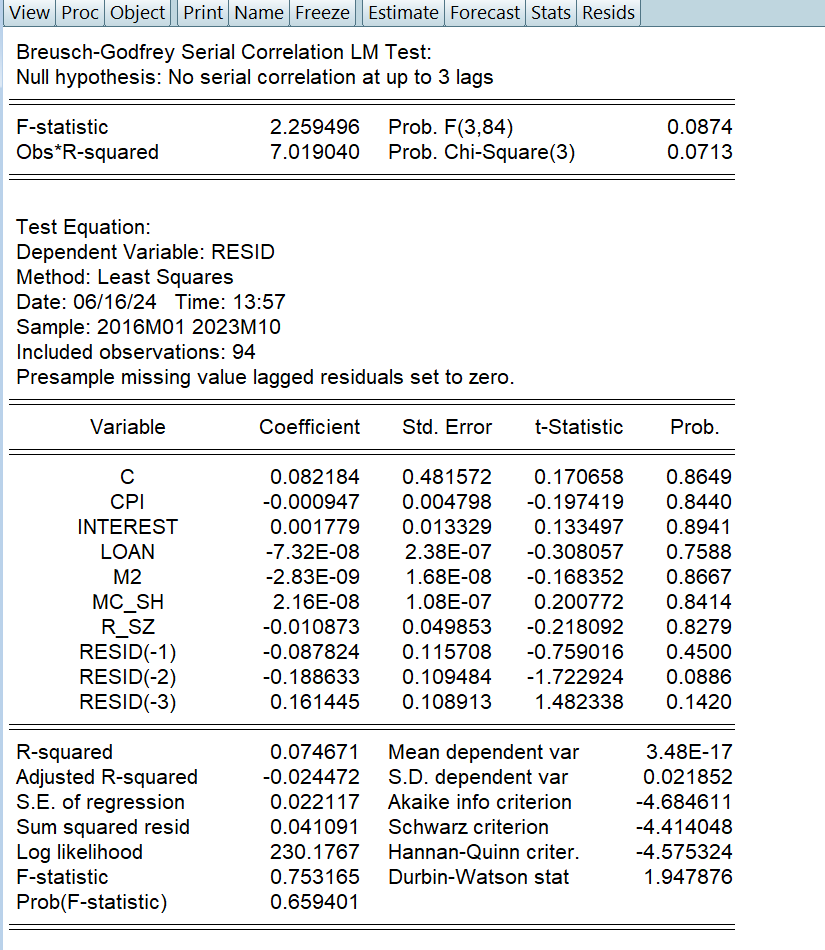 View Proc Object Print Name Freeze Estimate Forecast Stats Resids
Breusch-Godfrey Serial Correlation LM Test:
Null hypothesis: No serial correlation at up to 3 lags
F-statistic 2.259496 Prob. F(3,84) 0.0874
Obs*R-squared 7.019040 Prob. Chi-Square(3) 0.0713
Test Equation:
Dependent Variable: RESID
Method: Least Squares
Date: 06/16/24 Time: 13:57
Sample: 2016M01 2023M10
Included observations: 94
Presample missing value lagged residuals set to zero.
Variable Coefficient Std. Error t-Statistic Prob.
C 0.082184 0.481572 0.170658 0.8649
CPI -0.000947 0.004798 -0.197419 0.8440
INTEREST 0.001779 0.013329 0.133497 0.8941
LOAN -7.32E-08 2.38E-07 -0.308057 0.7588
M2 -2.83E-09 1.68E-08 -0.168352 0.8667
MC_SH 2.16E-08 1.08E-07 0.200772 0.8414
R_SZ -0.010873 0.049853 -0.218092 0.8279
RESID(-1) -0.087824 0.115708 -0.759016 0.4500
RESID(-2) -0.188633 0.109484 -1.722924 0.0886
RESID(-3) 0.161445 0.108913 1.482338 0.1420
R-squared 0.074671 Mean dependent var 3.48E-17
Adjusted R-squared -0.024472 S.D. dependent var 0.021852
S.E. of regression 0.022117 Akaike info criterion -4.684611
Sum squared resid 0.041091 Schwarz criterion -4.414048
Log likelihood 230.1767 Hannan-Quinn criter. -4.575324
F-statistic 0.753165 Durbin-Watson stat 1.947876
Prob(F-statistic) 0.659401